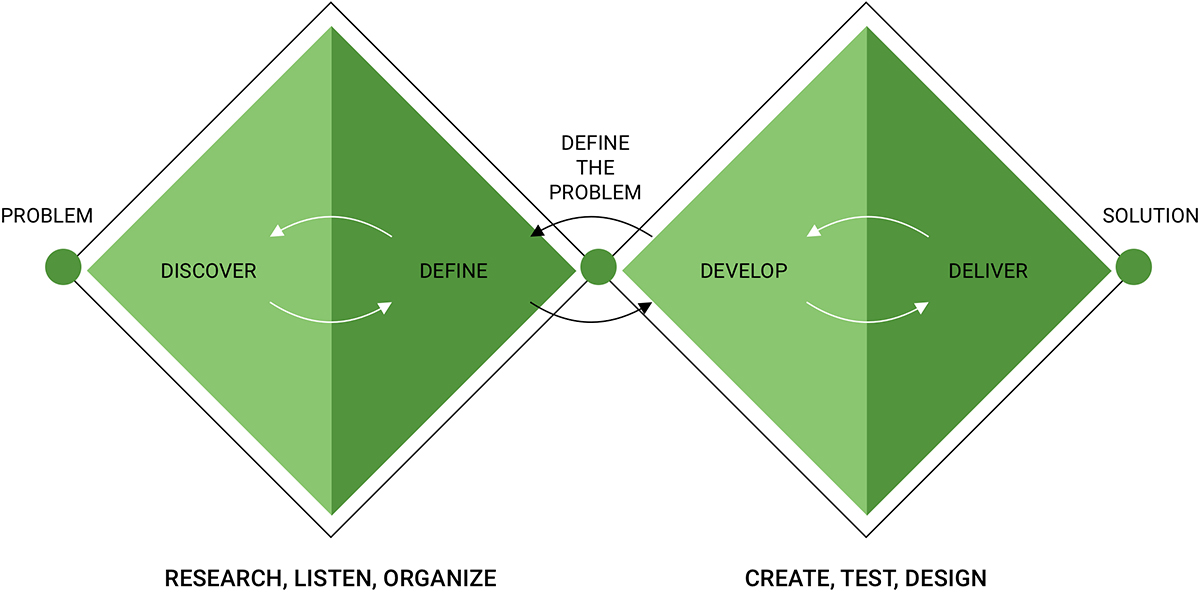 DEFINE
THE
PROBLEM
PROBLEM
SOLUTION
DISCOVER
DEFINE
DEVELOP
DELIVER
RESEARCH, LISTEN, ORGANIZE
CREATE, TEST, DESIGN